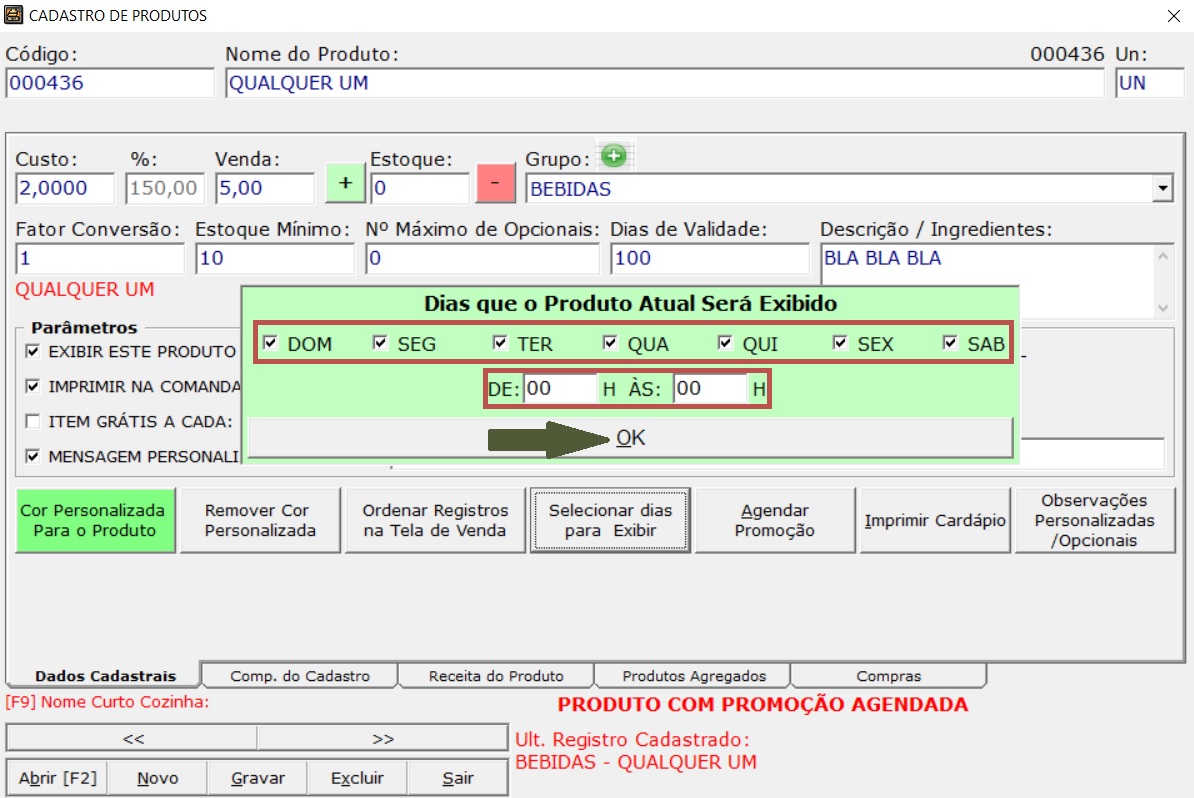 CADASTRO DE PRODUTOS
Código: Nome do Produto: 000436 Un:
000436 QUALQUER UM UN
Custo: %: Venda: + Estoque: - Grupo:
2,0000 150,00 5,00 0 BEBIDAS
Fator Conversão: Estoque Mínimo: Nº Máximo de Opcionais: Dias de Validade: Descrição / Ingredientes:
1 10 0 100 BLA BLA BLA
QUALQUER UM
Dias que o Produto Atual Será Exibido
DOM SEG TER QUA QUI SEX SAB
DE: 00 H ÀS: 00 H
OK
Parâmetros
EXIBIR ESTE PRODUTO
IMPRIMIR NA COMANDA
ITEM GRÁTIS A CADA:
MENSAGEM PERSONALI
Cor Personalizada
Para o Produto
Remover Cor
Personalizada
Ordenar Registros
na Tela de Venda
Selecionar dias
para Exibir
Agendar
Promoção
Imprimir Cardápio
Observações
Personalizadas
/Opcionais
Dados Cadastrais Comp. do Cadastro Receita do Produto Produtos Agregados Compras
[F9] Nome Curto Cozinha: PRODUTO COM PROMOÇÃO AGENDADA
<< >>
Ult. Registro Cadastrado:
BEBIDAS - QUALQUER UM
Abrir [F2] Novo Gravar Excluir Sair